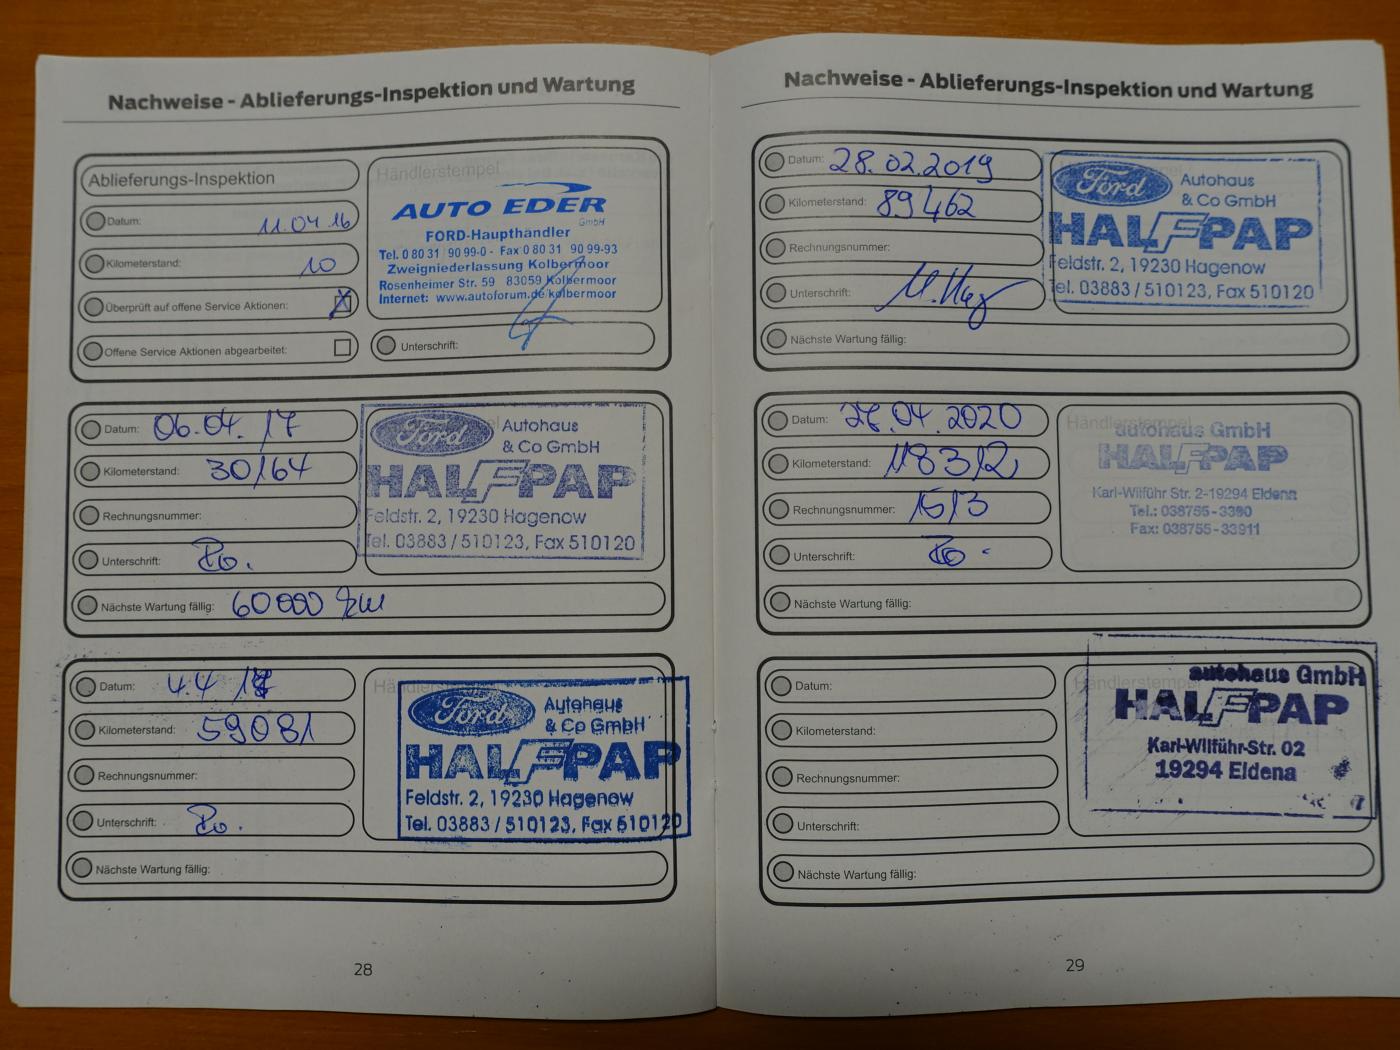 Nachweise - Ablieferungs-Inspektion und Wartung
Ablieferungs-Inspektion
Datum: 11.04.16
Kilometerstand: 10
Überprüft auf offene Service Aktionen:
Offene Service Aktionen abgearbeitet:
Händlerstempel
AUTO EDER
GmbH
FORD-Haupthändler
Tel. 0 80 31 / 90 99-0 - Fax 0 80 31 90 99-93
Zweigniederlassung Kolbermoor
Rosenheimer Str. 59 83059 Kolbermoor
Internet: www.autoforum.de/kolbermoor
Unterschrift:
Datum: 06.04.17
Kilometerstand: 30164
Rechnungsnummer:
Unterschrift:
Nächste Wartung fällig: 60000 km
Ford
Autohaus
& Co GmbH
HALFPAP
Feldstr. 2, 19230 Hagenow
Tel. 03883 / 510123, Fax 510120
Datum: 4.4
Kilometerstand: 59081
Rechnungsnummer:
Unterschrift:
Nächste Wartung fällig:
Ford
Autohaus
& Co GmbH
HALFPAP
Feldstr. 2, 19230 Hagenow
Tel. 03883 / 510123, Fax 510120
28
Nachweise - Ablieferungs-Inspektion und Wartung
Datum: 28.02.2019
Kilometerstand: 89462
Rechnungsnummer:
Unterschrift:
Nächste Wartung fällig:
Ford
Autohaus
& Co GmbH
HALFPAP
Feldstr. 2, 19230 Hagenow
Tel. 03883 / 510123, Fax 510120
Datum: 04.2020
Kilometerstand: 118312
Rechnungsnummer: 1513
Unterschrift:
Nächste Wartung fällig:
Händlerstempel
autohaus GmbH
HALFPAP
Karl-Wilführ Str. 2-19294 Eldena
Tel.: 038755-3390
Fax: 038755-33911
Datum:
Kilometerstand:
Rechnungsnummer:
Unterschrift:
Nächste Wartung fällig:
Händlerstempel
autohaus GmbH
HALFPAP
Karl-Wilführ-Str. 02
19294 Eldena
29